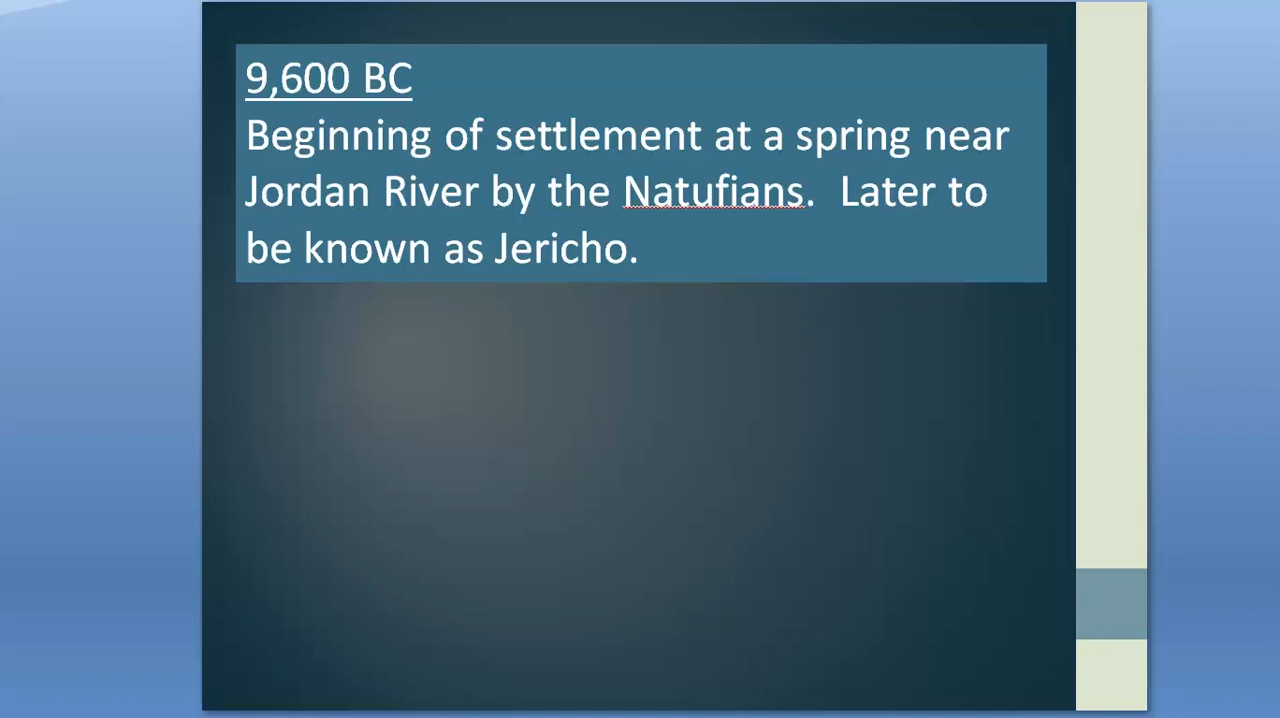 9,600 BC
Beginning of settlement at a spring near
Jordan River by the Natufians.  Later to
be known as Jericho.